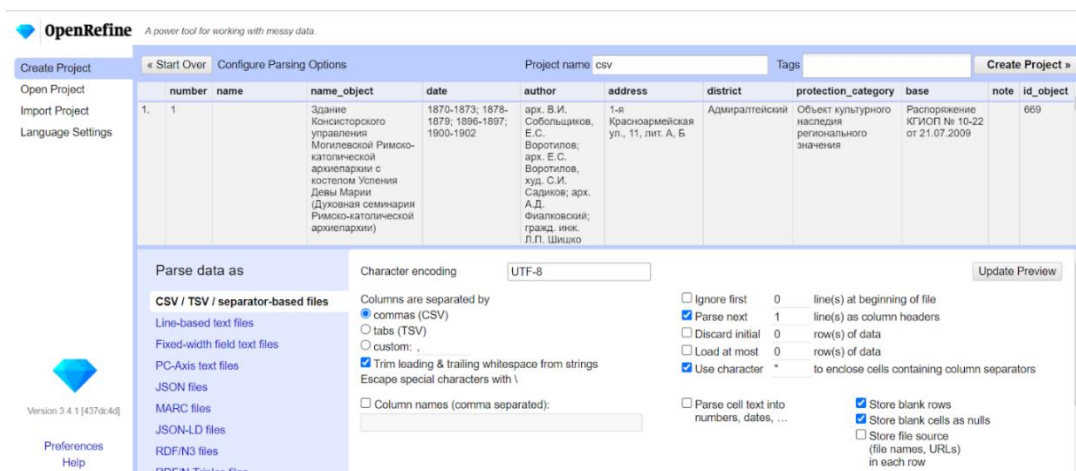 OpenRefine A power tool for working with messy data.
Create Project
Open Project
Import Project
Language Settings
Version 3.4.1 [437dc4d]
Preferences
Help
« Start Over Configure Parsing Options Project name csv Tags Create Project »
number name name_object date author address district protection_category base note id_object
1. 1
Здание
Консисторского
управления
Могилевской Римско-
католической
архиепархии с
костелом Успения
Девы Марии
(Духовная семинария
Римско-католической
архиепархии)
1870-1873; 1878-
1879; 1896-1897;
1900-1902
арх. В.И.
Собольщиков,
Е.С.
Воротилов;
арх. Е.С.
Воротилов,
худ. С.И.
Садиков; арх.
А.Д.
Фиалковский;
гражд. инж.
Л.П. Шишко
1-я
Красноармейская
ул., 11, лит. А, Б
Адмиралтейский
Объект культурного
наследия
регионального
значения
Распоряжение
КГИОП № 10-22
от 21.07.2009
669
Parse data as
CSV / TSV / separator-based files
Line-based text files
Fixed-width field text files
PC-Axis text files
JSON files
MARC files
JSON-LD files
RDF/N3 files
RDF/N-Triples files
Character encoding UTF-8 Update Preview
Columns are separated by
commas (CSV)
tabs (TSV)
custom: ,
Trim leading & trailing whitespace from strings
Escape special characters with \
Column names (comma separated):
Ignore first 0 line(s) at beginning of file
Parse next 1 line(s) as column headers
Discard initial 0 row(s) of data
Load at most 0 row(s) of data
Use character " to enclose cells containing column separators
Parse cell text into
numbers, dates, ...
Store blank rows
Store blank cells as nulls
Store file source
(file names, URLs)
in each row